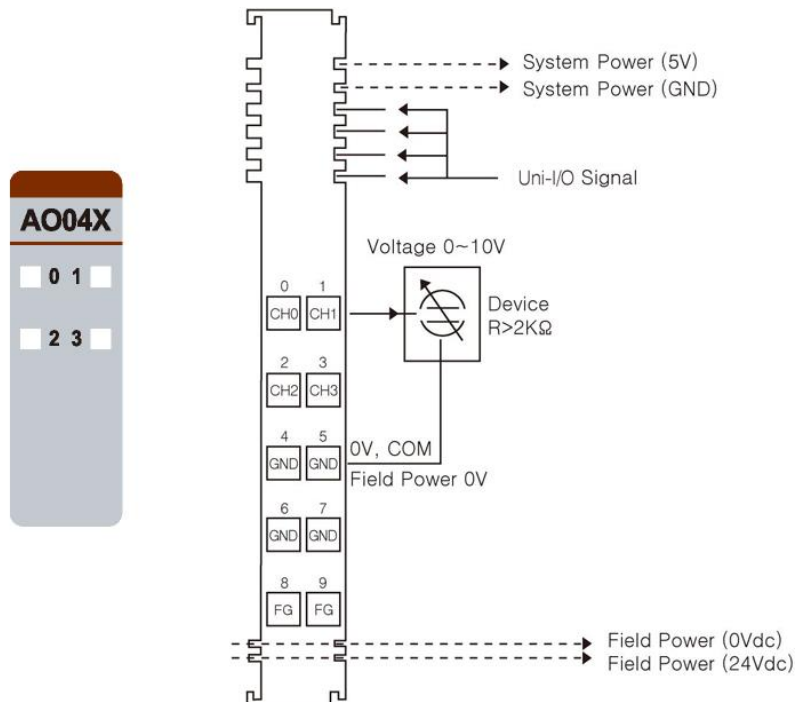 AO04X
0 1
2 3
System Power (5V)
System Power (GND)
Uni-I/O Signal
Voltage 0~10V
Device
R>2KΩ
0 1
CH0 CH1
2 3
CH2 CH3
4 5
GND GND
0V, COM
Field Power 0V
6 7
GND GND
8 9
FG FG
Field Power (0Vdc)
Field Power (24Vdc)